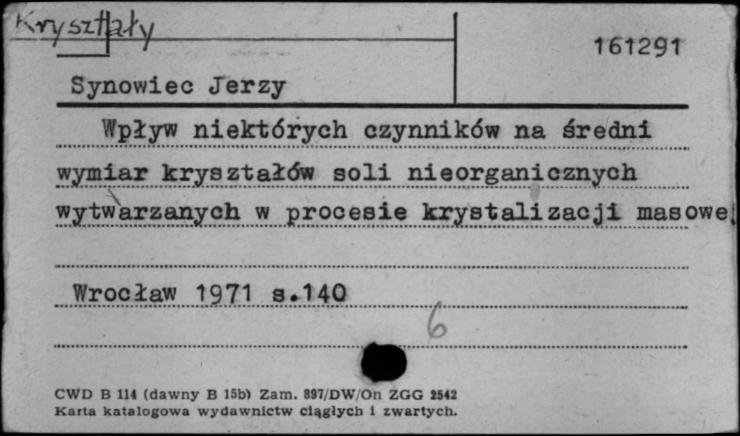 Kryształy
161291
Synowiec Jerzy
Wpływ niektórych czynników na średni
wymiar kryształów soli nieorganicznych
wytwarzanych w procesie krystalizacji masowej
Wrocław 1971 s.140
6
CWD B 114 (dawny B 15b) Zam. 897/DW/On ZGG 2542
Karta katalogowa wydawnictw ciągłych i zwartych.